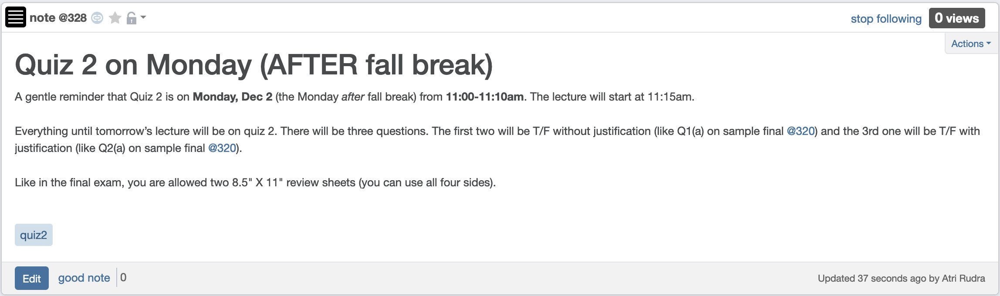 note @328
stop following 0 views
Actions
Quiz 2 on Monday (AFTER fall break)
A gentle reminder that Quiz 2 is on Monday, Dec 2 (the Monday after fall break) from 11:00-11:10am. The lecture will start at 11:15am.
Everything until tomorrow’s lecture will be on quiz 2. There will be three questions. The first two will be T/F without justification (like Q1(a) on sample final @320) and the 3rd one will be T/F with
justification (like Q2(a) on sample final @320).
Like in the final exam, you are allowed two 8.5" X 11" review sheets (you can use all four sides).
quiz2
Edit good note 0
Updated 37 seconds ago by Atri Rudra